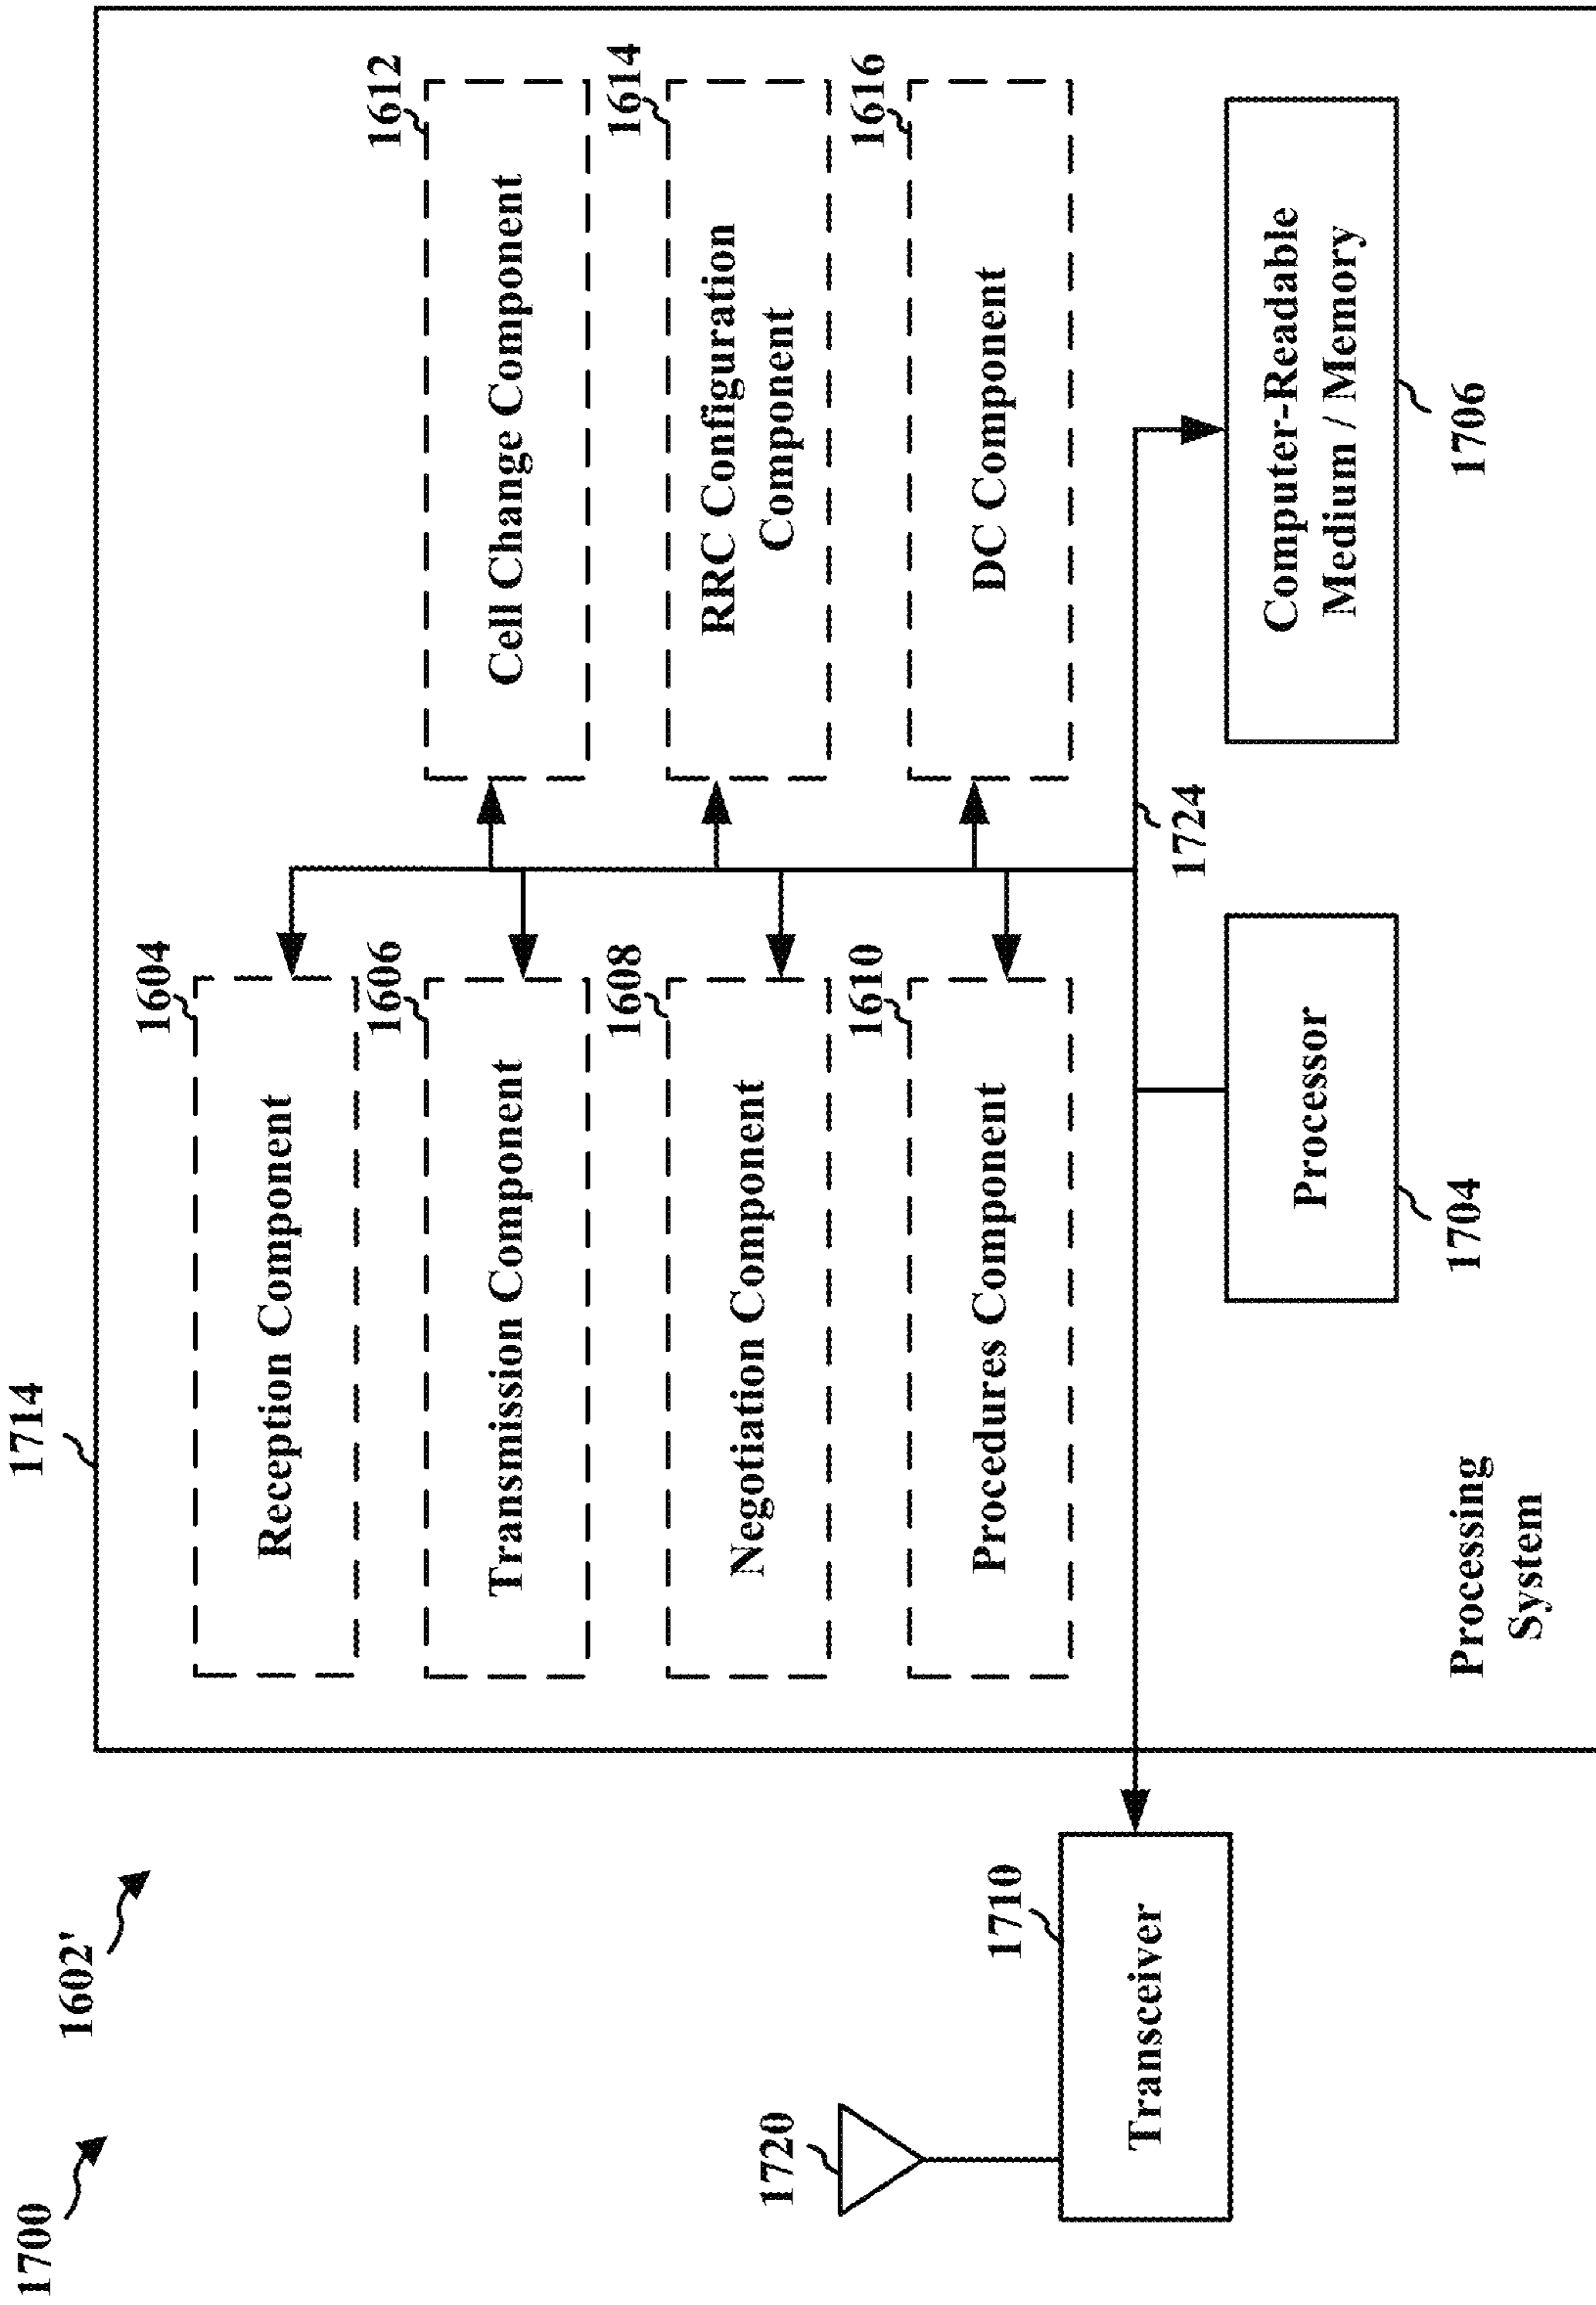 1700
1602'
1714
1604
Reception Component
1606
Transmission Component
1612
Cell Change Component
1608
Negotiation Component
1614
RRC Configuration
Component
1610
Procedures Component
1616
DC Component
1720
1710
Transceiver
1724
Processor
1704
Computer-Readable
Medium / Memory
1706
Processing
System